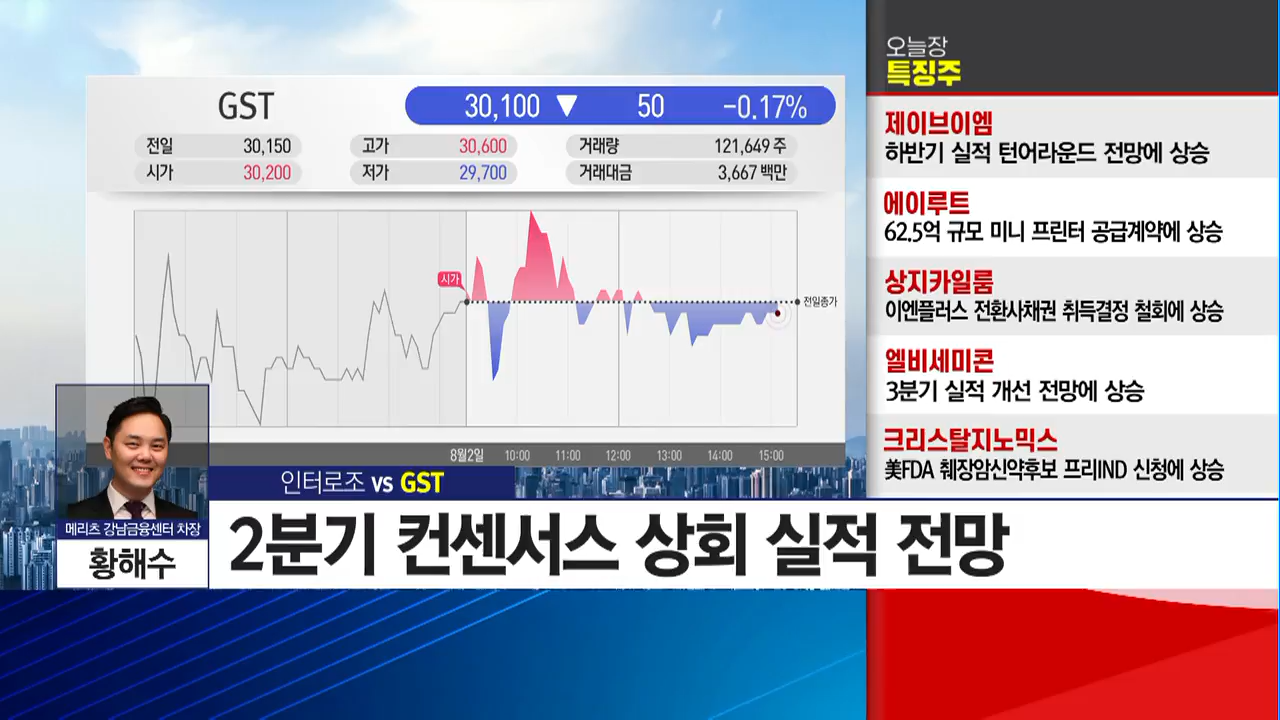 GST
30,100 ▼ 50 -0.17%
전일 30,150 고가 30,600 거래량 121,649 주
시가 30,200 저가 29,700 거래대금 3,667 백만
시가
전일종가
8월2일 10:00 11:00 12:00 13:00 14:00 15:00
인터로조 vs GST
2분기 컨센서스 상회 실적 전망
메리츠 강남금융센터 차장
황해수
오늘장
특징주
제이브이엠
하반기 실적 턴어라운드 전망에 상승
에이루트
62.5억 규모 미니 프린터 공급계약에 상승
상지카일룸
이엔플러스 전환사채권 취득결정 철회에 상승
엘비세미콘
3분기 실적 개선 전망에 상승
크리스탈지노믹스
美FDA 췌장암신약후보 프리IND 신청에 상승